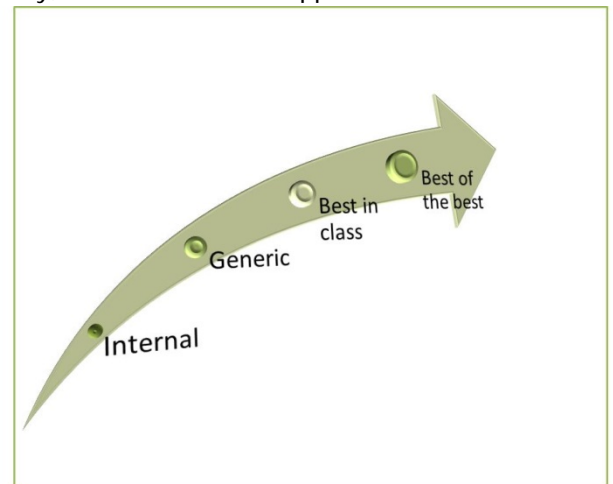 Internal
Generic
Best in
class
Best of
the best